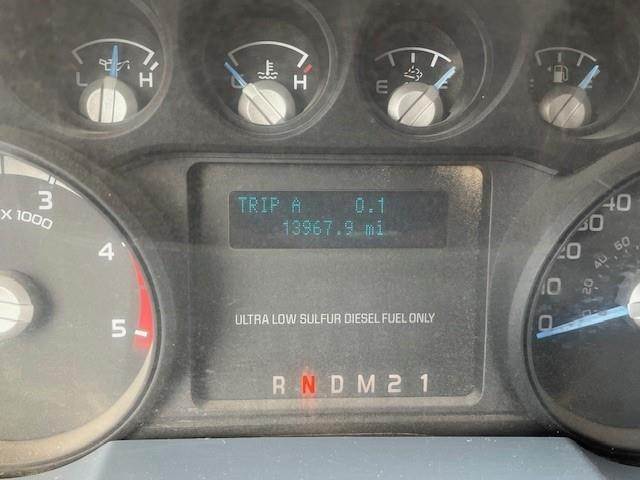 L H
C H
E F
E F
3
X 1000
4
5
TRIP A 0.1
13967.9 mi
ULTRA LOW SULFUR DIESEL FUEL ONLY
R N D M 2 1
40
30
20
10
0
60
40
20